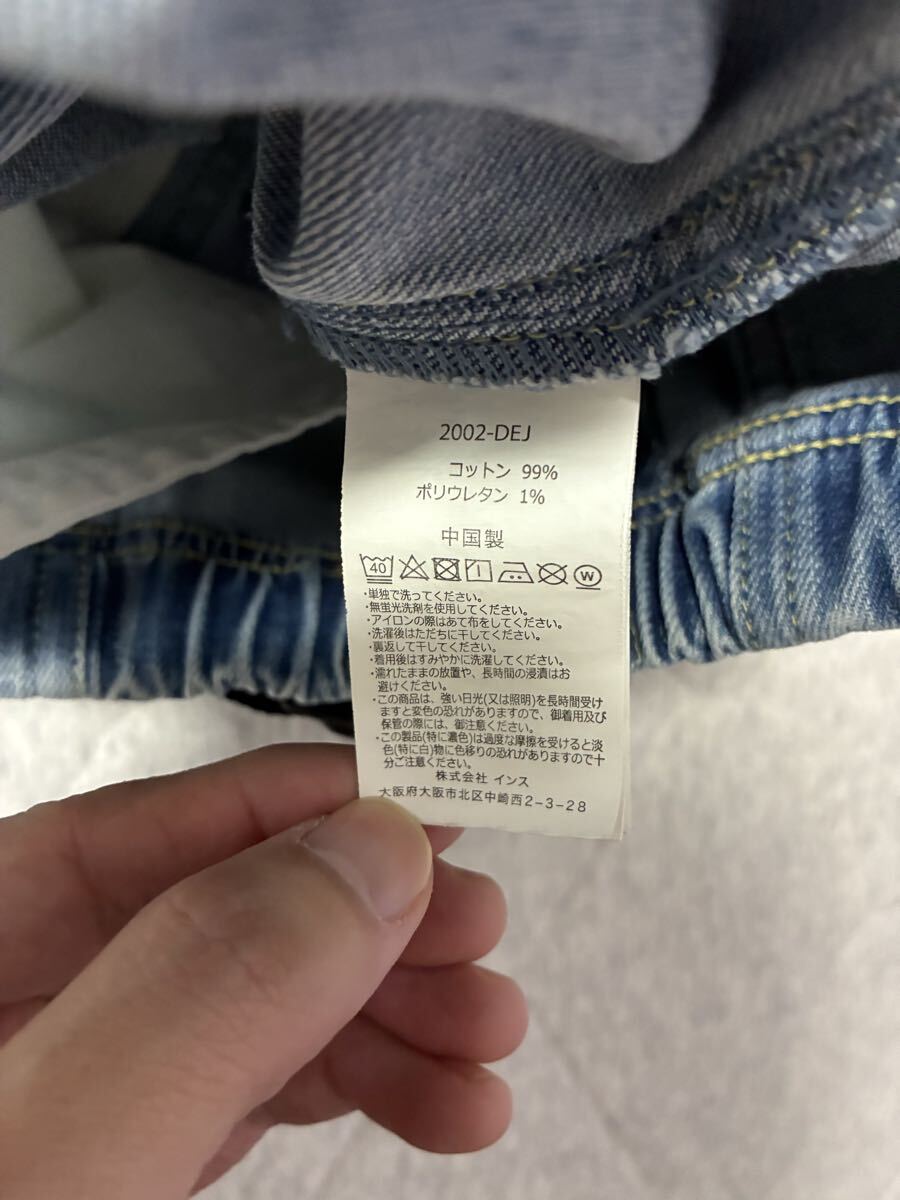 2002-DEJ
コットン 99%
ポリウレタン 1%
中国製
40 W
・単独で洗ってください。
・無蛍光洗剤を使用してください。
・アイロンの際はあて布をしてください。
・洗濯後はただちに干してください。
・裏返して干してください。
・着用後はすみやかに洗濯してください。
・濡れたままの放置や、長時間の浸漬はお
避けください。
・この商品は、強い日光(又は照明)を長時間受け
ますと変色の恐れがありますので、御着用及び
保管の際には、御注意ください。
・この製品(特に濃色)は過度な摩擦を受けると淡
色(特に白)物に色移りの恐れがありますので十
分ご注意ください。
株式会社 インス
大阪府大阪市北区中崎西2-3-28